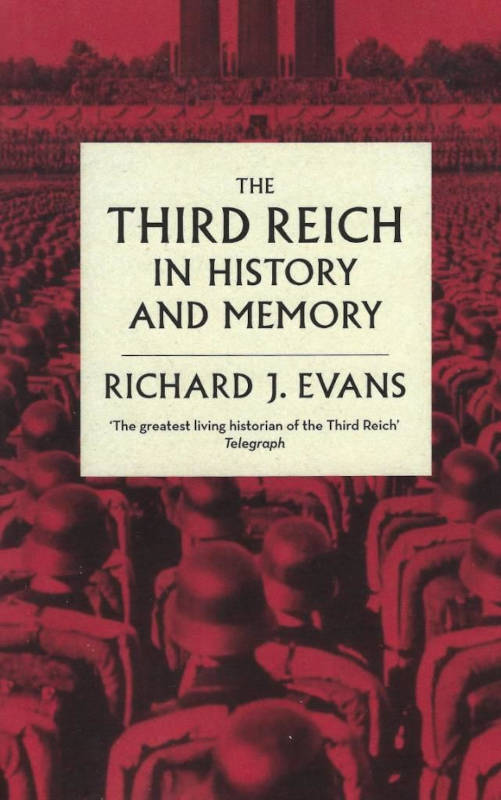 THE
THIRD REICH
IN HISTORY
AND MEMORY
RICHARD J. EVANS
‘The greatest living historian of the Third Reich’
Telegraph